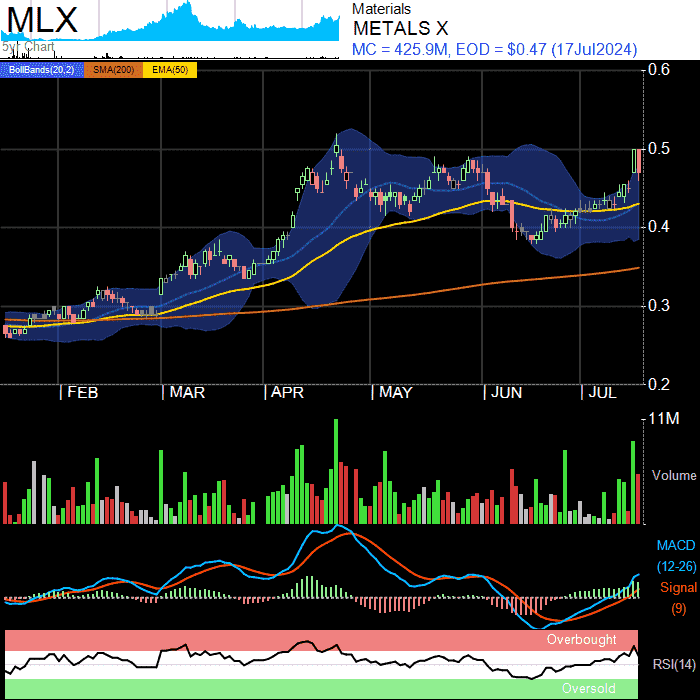 MLX
5yr Chart
Materials
METALS X
MC = 425.9M, EOD = $0.47 (17Jul2024)
BollBands(20,2) SMA(200) EMA(50)
0.6
0.5
0.4
0.3
0.2
FEB MAR APR MAY JUN JUL
11M
Volume
MACD
(12-26)
Signal
(9)
Overbought
RSI(14)
Oversold